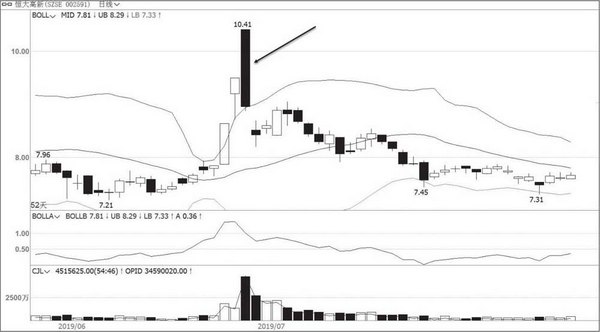 恒大高新(SZSE 002591) 日线
BOLL MID 7.81↓ UB 8.29↓ LB 7.33↑
10.41
10.00
7.96
8.00
52天
7.21
7.45
7.31
BOLLA BOLLB 7.81↓ UB 8.29↓ LB 7.33↑ A 0.36↑
1.00
0.50
CJL 4515625.00(54:46)↑ OPID 34590020.00↑
2500万
2019/06 2019/07